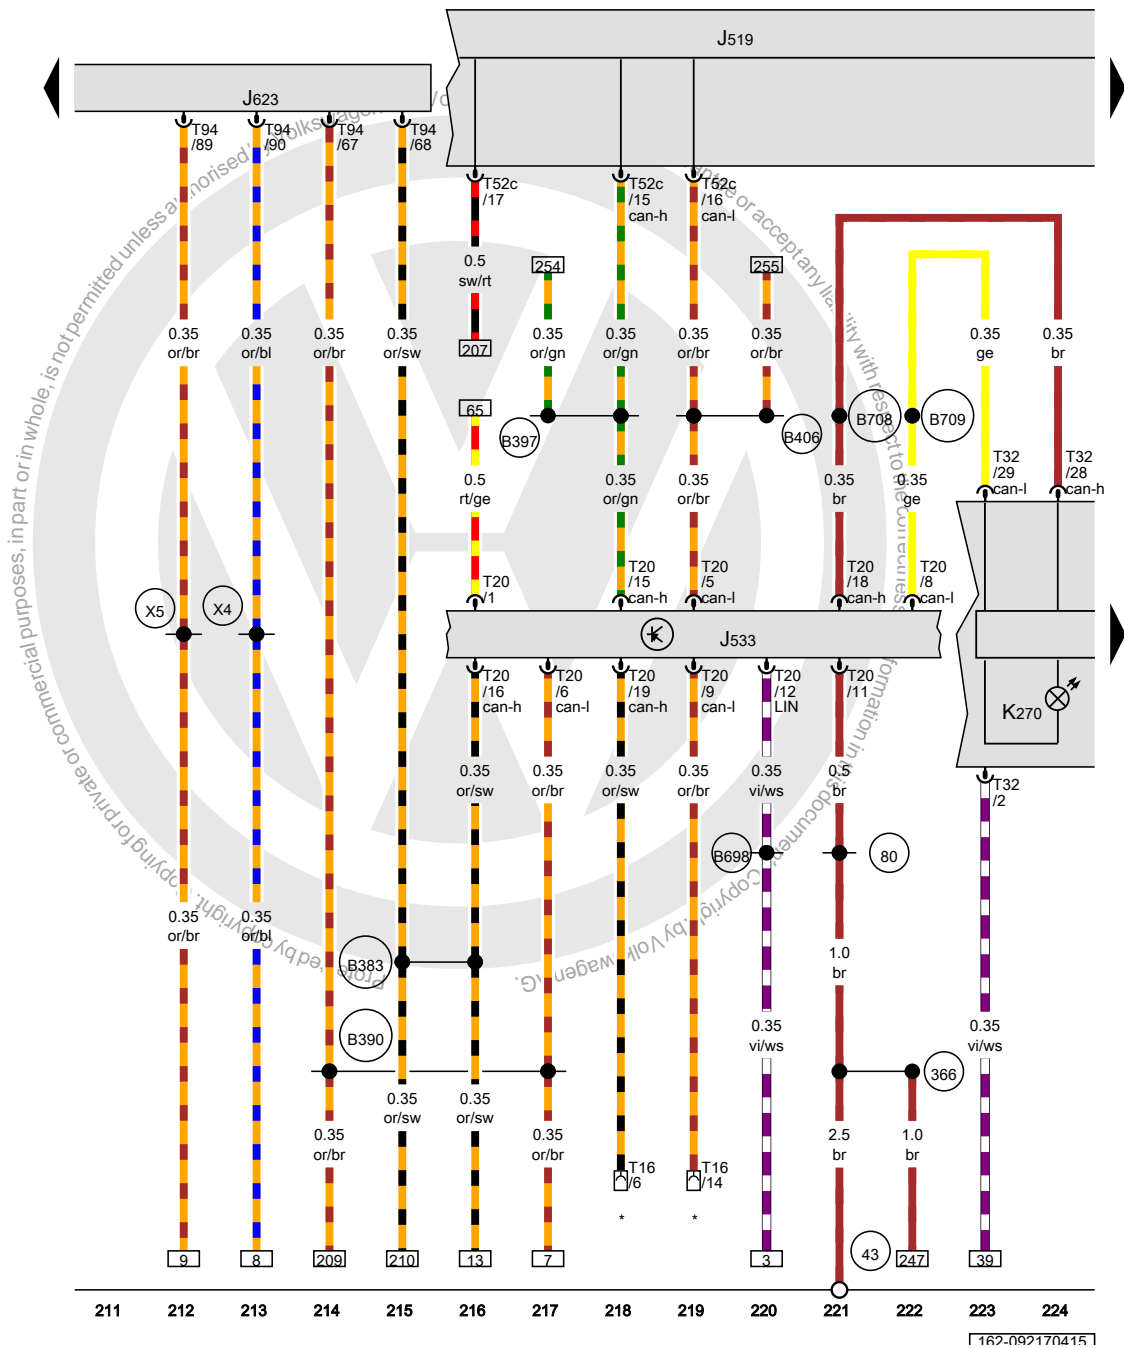 J519
J623
T94
/89
T94
/90
T94
/67
T94
/68
T52c
/17
T52c
/15
can-h
T52c
/16
can-l
0.5
sw/rt
254
255
0.35
or/br
0.35
or/bl
0.35
or/br
0.35
or/sw
207
0.35
or/gn
0.35
or/gn
0.35
or/br
0.35
or/br
0.35
ge
0.35
br
65
B397
B406
B708
B709
T32
/29
can-l
T32
/28
can-h
0.5
rt/ge
0.35
or/gn
0.35
or/br
0.35
br
0.35
ge
T20
/1
T20
/15
can-h
T20
/5
can-l
T20
/18
can-h
T20
/8
can-l
X5
X4
J533
T20
/16
can-h
T20
/6
can-l
T20
/19
can-h
T20
/9
can-l
T20
/12
LIN
T20
/11
K270
0.35
or/sw
0.35
or/br
0.35
or/sw
0.35
or/br
0.35
vi/ws
0.5
br
T32
/2
B698
80
0.35
or/br
0.35
or/bl
1.0
br
B383
B390
0.35
vi/ws
0.35
vi/ws
366
0.35
or/br
0.35
or/sw
0.35
or/sw
0.35
or/br
2.5
br
1.0
br
T16
/6
T16
/14
*
*
43
9
8
209
210
13
7
3
247
39
211 212 213 214 215 216 217 218 219 220 221 222 223 224
162-092170415